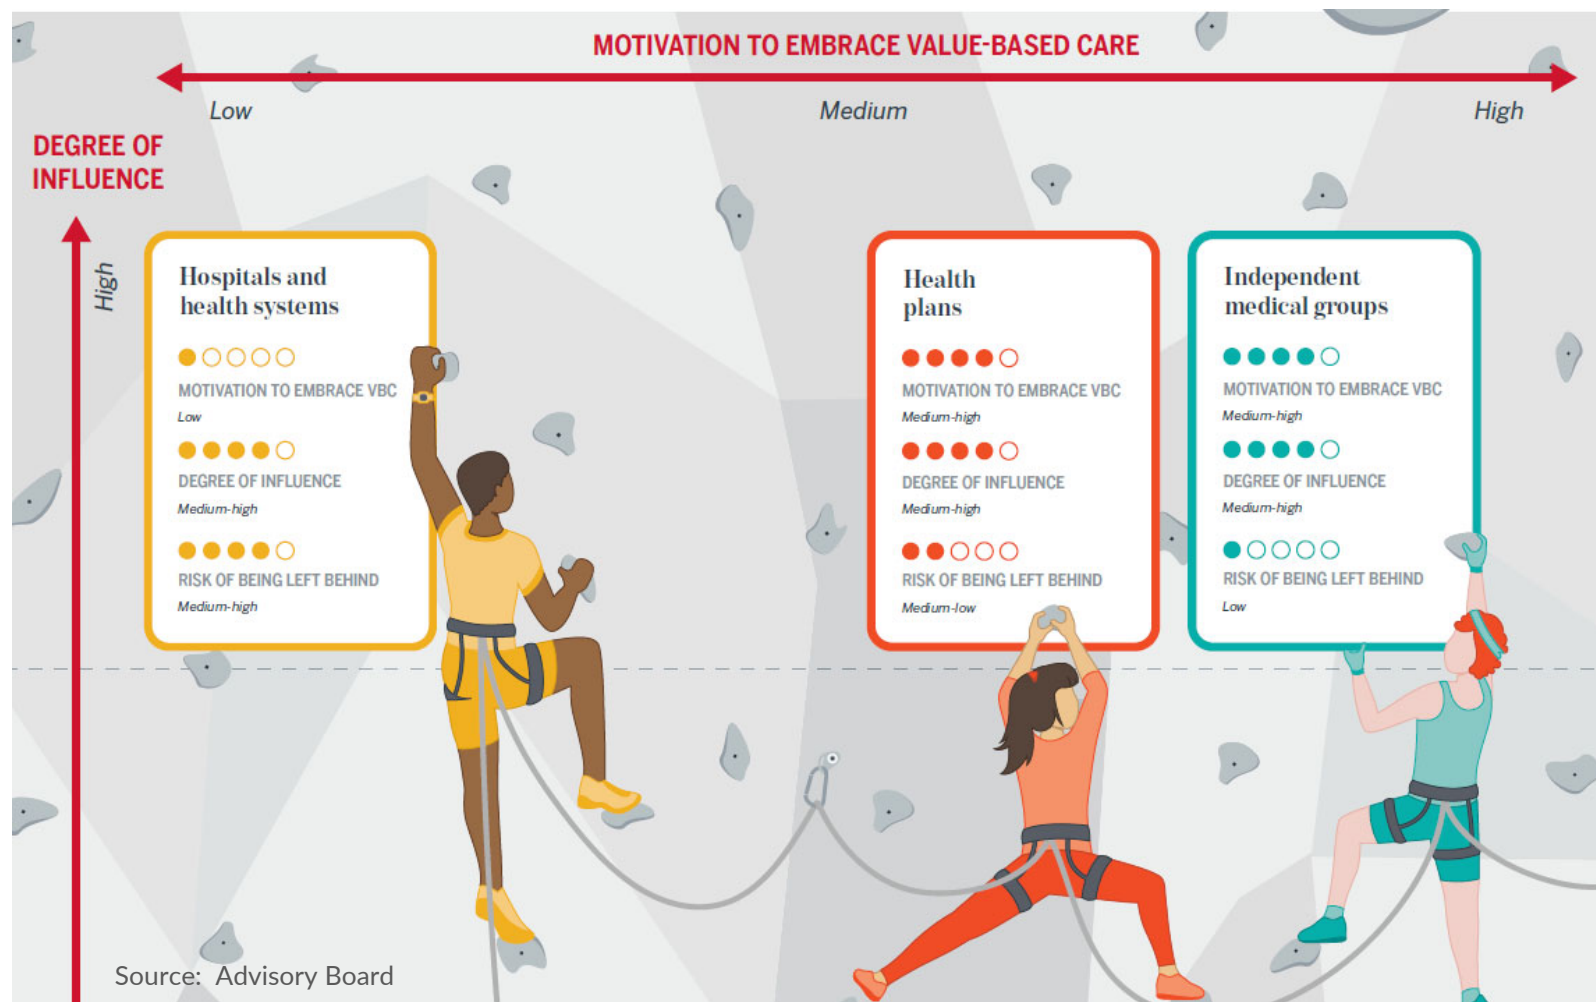 MOTIVATION TO EMBRACE VALUE-BASED CARE
Low
Medium
High
DEGREE OF
INFLUENCE
High
Hospitals and
health systems
MOTIVATION TO EMBRACE VBC
Low
DEGREE OF INFLUENCE
Medium-high
RISK OF BEING LEFT BEHIND
Medium-high
Health
plans
MOTIVATION TO EMBRACE VBC
Medium-high
DEGREE OF INFLUENCE
Medium-high
RISK OF BEING LEFT BEHIND
Medium-low
Independent
medical groups
MOTIVATION TO EMBRACE VBC
Medium-high
DEGREE OF INFLUENCE
Medium-high
RISK OF BEING LEFT BEHIND
Low
Source: Advisory Board